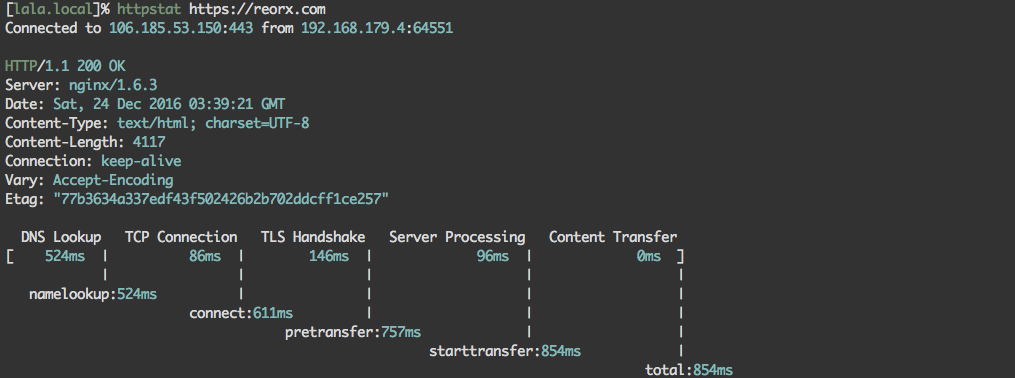 [lala.local]% httpstat https://reorx.com
Connected to 106.185.53.150:443 from 192.168.179.4:64551
HTTP/1.1 200 OK
Server: nginx/1.6.3
Date: Sat, 24 Dec 2016 03:39:21 GMT
Content-Type: text/html; charset=UTF-8
Content-Length: 4117
Connection: keep-alive
Vary: Accept-Encoding
Etag: "77b3634a337edf43f502426b2b702ddcff1ce257"
DNS Lookup   TCP Connection   TLS Handshake   Server Processing   Content Transfer
[    524ms  |          86ms  |        146ms  |             96ms  |             0ms  ]
|                |               |                   |                  |
namelookup:524ms          |               |                   |                  |
connect:611ms         |                   |                  |
pretransfer:757ms             |                  |
starttransfer:854ms            |
total:854ms